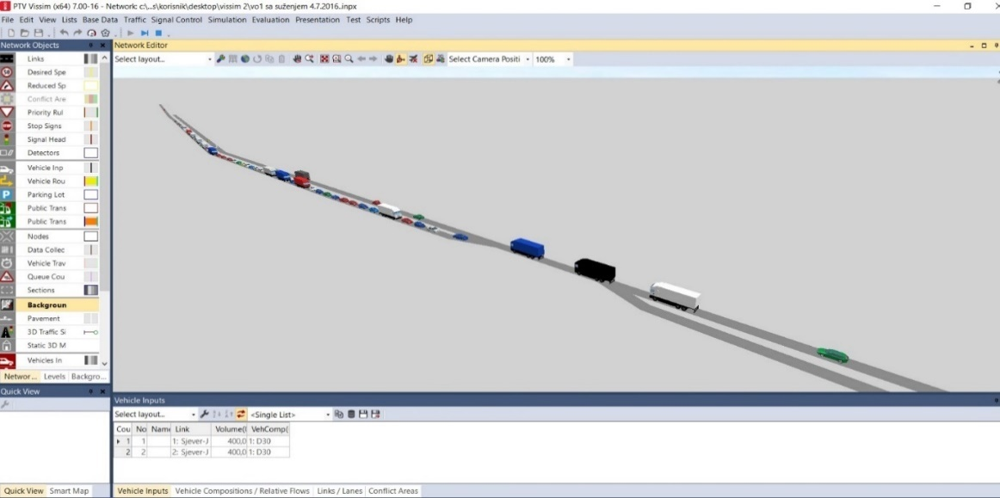 PTV Vissim (x64) 7.00-16 - Network: c:\..s\korisnik\desktop\vissim 2\vo1 sa suženjem 4.7.2016.inpx
File Edit View Lists Base Data Traffic Signal Control Simulation Evaluation Presentation Test Scripts Help
Network Objects
Network Editor
Select layout... Select Camera Positi 100%
Links
Desired Spe
Reduced Sp
Conflict Are
Priority Rul
Stop Signs
Signal Head
Detectors
Vehicle Inp
Vehicle Rou
Parking Lot
Public Trans
Public Trans
Nodes
Data Collec
Vehicle Trav
Queue Cou
Sections
Backgroun
Pavement
3D Traffic Si
Static 3D M
Vehicles In
Networ... Levels Backgro...
Quick View
Quick View Smart Map
Vehicle Inputs
Select layout... <Single List>
Cou No Name Link Volume( VehComp(
1 1 1: Sjever-J 400,0 1: D30
2 2 2: Sjever-J 400,0 1: D30
Vehicle Inputs Vehicle Compositions / Relative Flows Links / Lanes Conflict Areas